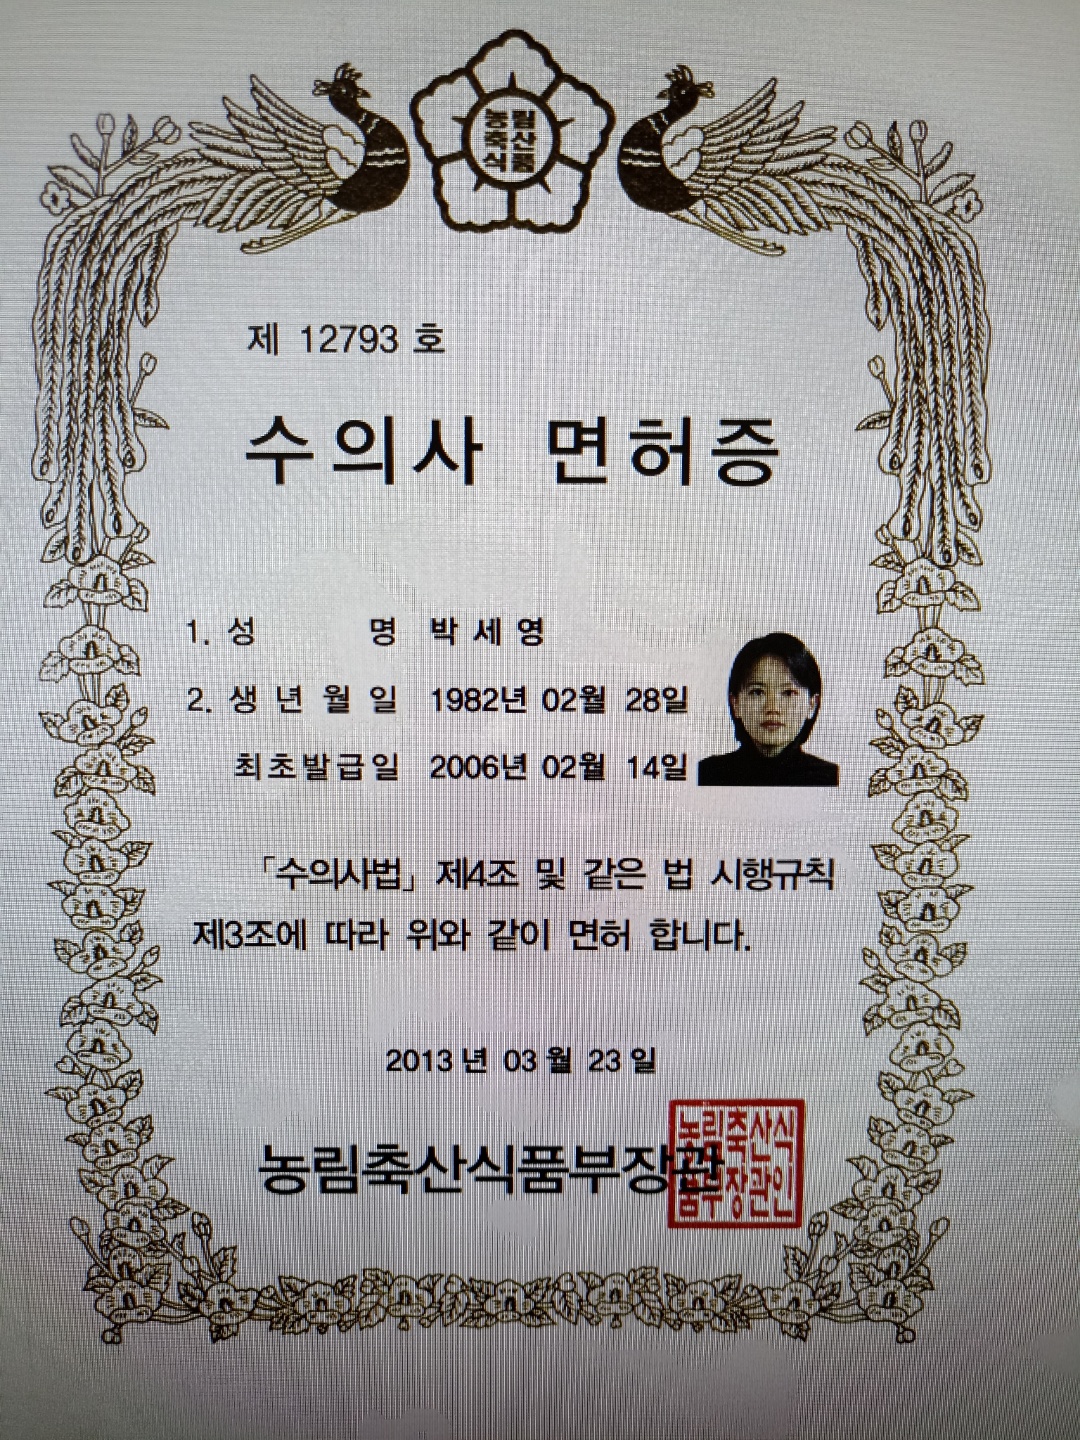 농림
축산
식품
제 12793 호
수의사 면허증
1. 성 명 박 세 영
2. 생 년 월 일 1982년 02월 28일
최초발급일 2006년 02월 14일
「수의사법」 제4조 및 같은 법 시행규칙
제3조에 따라 위와 같이 면허 합니다.
2013 년 03 월 23 일
농림축산식품부장관
농림축산식
품부장관인